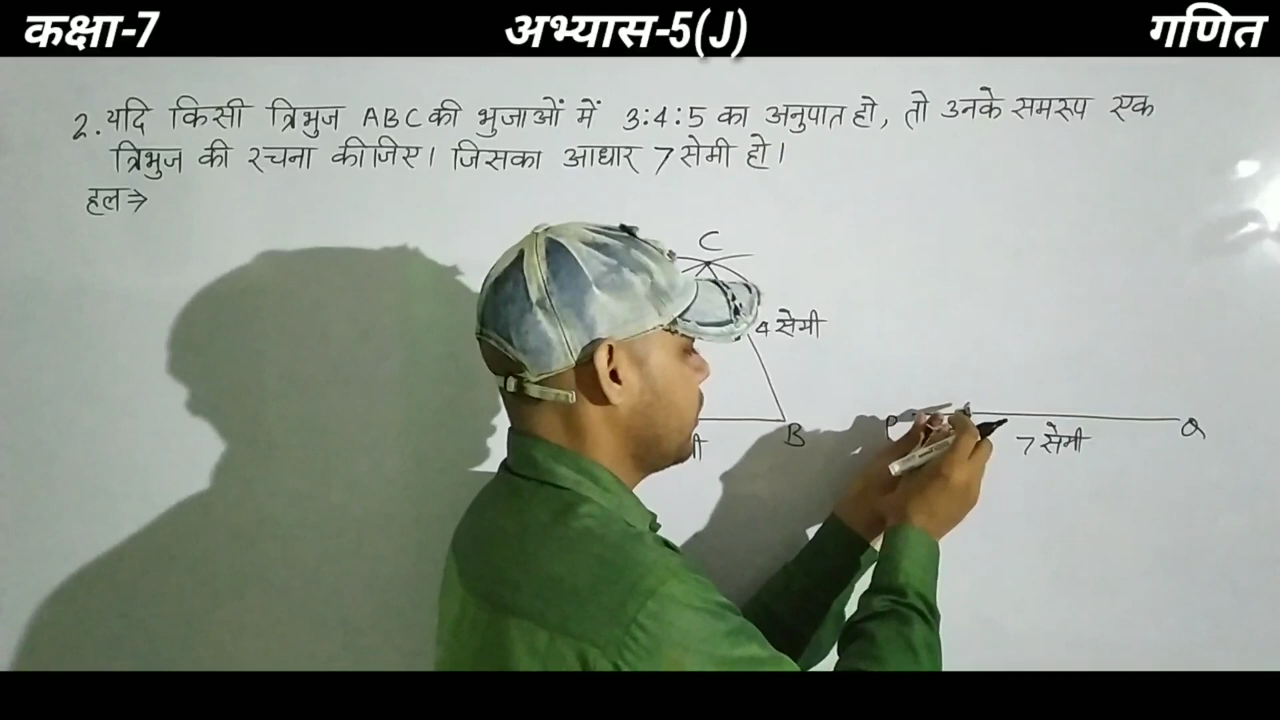 कक्षा-7 अभ्यास-5(J) गणित
2. यदि किसी त्रिभुज ABC की भुजाओं में 3:4:5 का अनुपात हो, तो उनके समरूप एक
त्रिभुज की रचना कीजिए। जिसका आधार 7 सेमी हो।
हल⇒
C
4 सेमी
B
P Q
7 सेमी